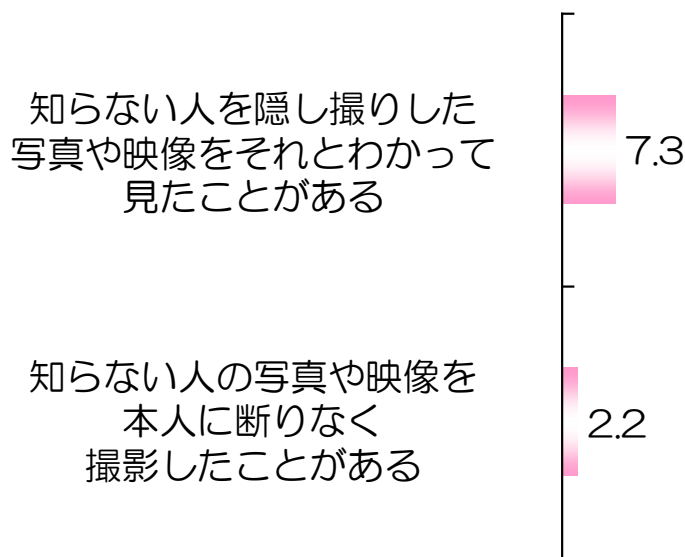 知らない人を隠し撮りした
写真や映像をそれとわかって
見たことがある
7.3
知らない人の写真や映像を
本人に断りなく
撮影したことがある
2.2